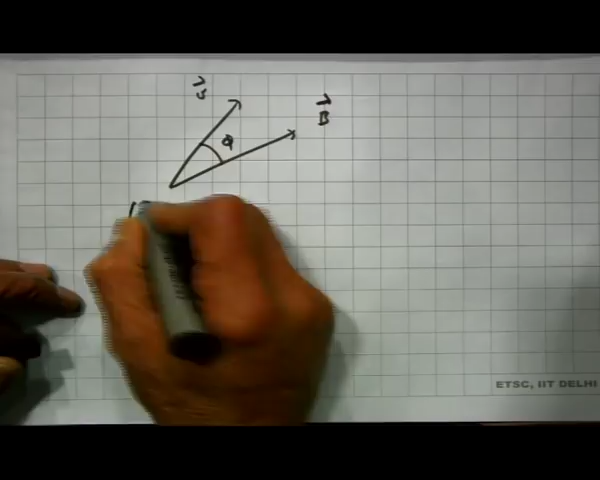 v⃗
B⃗
θ
ETSC, IIT DELHI